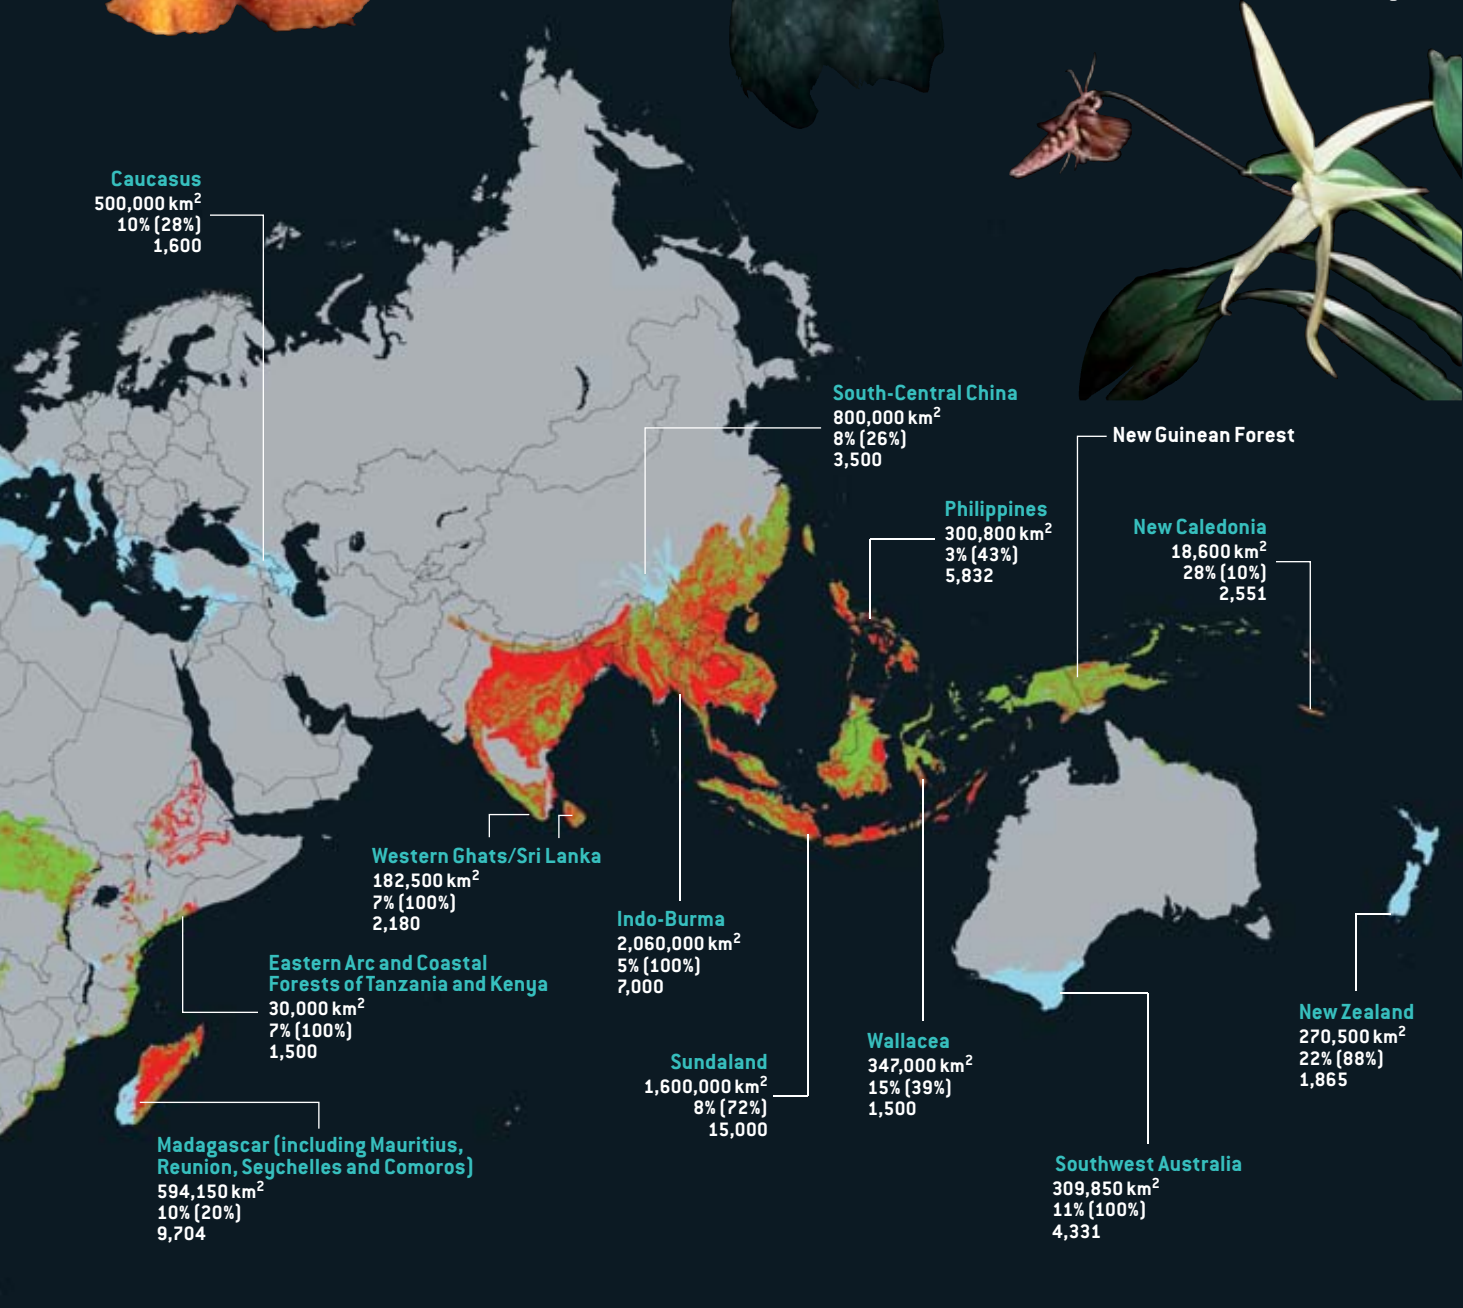 Caucasus
500,000 km²
10% (28%)
1,600
South-Central China
800,000 km²
8% (26%)
3,500
New Guinean Forest
Philippines
300,800 km²
3% (43%)
5,832
New Caledonia
18,600 km²
28% (10%)
2,551
Western Ghats/Sri Lanka
182,500 km²
7% (100%)
2,180
Indo-Burma
2,060,000 km²
5% (100%)
7,000
Eastern Arc and Coastal
Forests of Tanzania and Kenya
30,000 km²
7% (100%)
1,500
Sundaland
1,600,000 km²
8% (72%)
15,000
Wallacea
347,000 km²
15% (39%)
1,500
New Zealand
270,500 km²
22% (88%)
1,865
Madagascar (including Mauritius,
Reunion, Seychelles and Comoros)
594,150 km²
10% (20%)
9,704
Southwest Australia
309,850 km²
11% (100%)
4,331